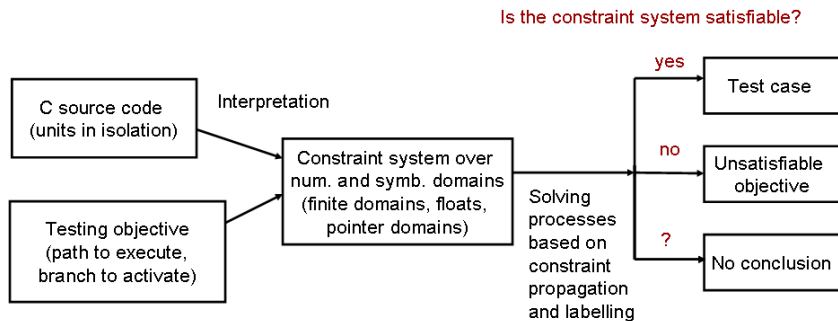 Is the constraint system satisfiable?
C source code
(units in isolation)
Interpretation
Testing objective
(path to execute,
branch to activate)
Constraint system over
num. and symb. domains
(finite domains, floats,
pointer domains)
Solving
processes
based on
constraint
propagation
and labelling
yes
Test case
no
Unsatisfiable
objective
?
No conclusion